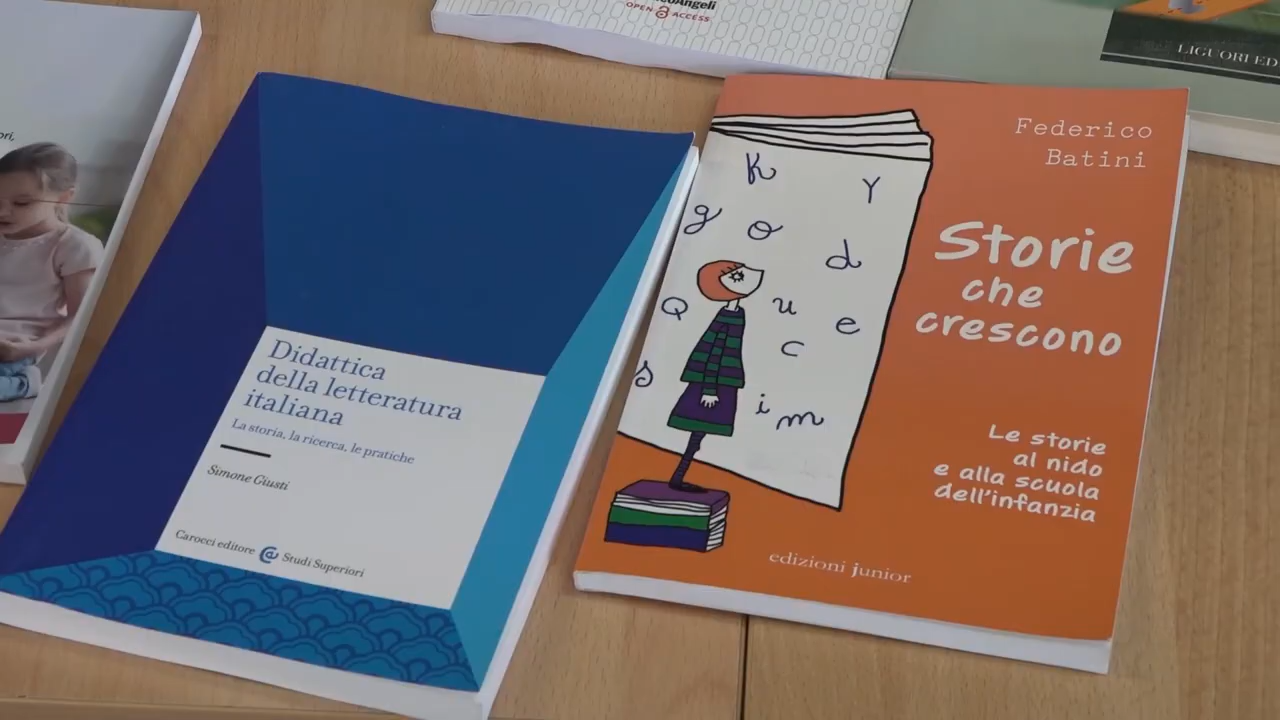 OPEN ACCESS
LIGUORI ED
ori,
Didattica
della letteratura
italiana
La storia, la ricerca, le pratiche
Simone Giusti
Carocci editore Studi Superiori
Federico
Batini
Storie
che
crescono
Le storie
al nido
e alla scuola
dell'infanzia
edizioni junior
K
Y
g o d
Q u e
c
s
i m